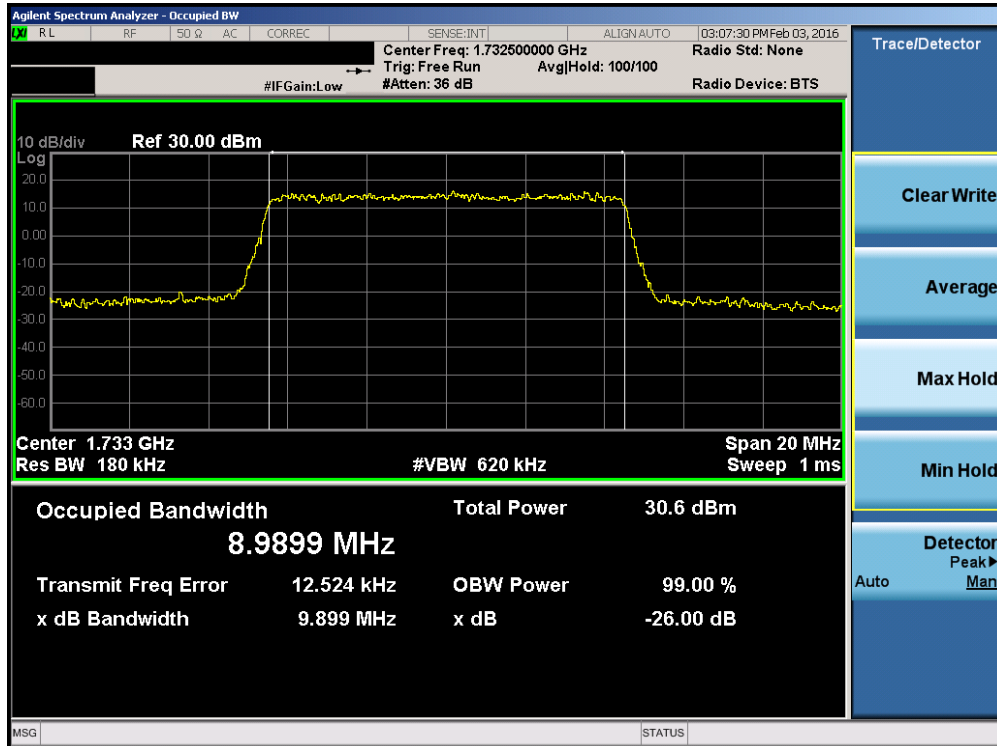 Agilent Spectrum Analyzer - Occupied BW
LXI RL RF 50 Ω AC CORREC SENSE:INT ALIGN AUTO 03:07:30 PM Feb 03, 2016
Center Freq: 1.732500000 GHz Radio Std: None
Trig: Free Run Avg|Hold: 100/100
#IFGain:Low #Atten: 36 dB Radio Device: BTS
Trace/Detector
10 dB/div Ref 30.00 dBm
Log
20.0
10.0
0.00
-10.0
-20.0
-30.0
-40.0
-50.0
-60.0
Center 1.733 GHz Span 20 MHz
Res BW 180 kHz #VBW 620 kHz Sweep 1 ms
Occupied Bandwidth Total Power 30.6 dBm
8.9899 MHz
Transmit Freq Error 12.524 kHz OBW Power 99.00 %
x dB Bandwidth 9.899 MHz x dB -26.00 dB
Clear Write
Average
Max Hold
Min Hold
Detector
Peak▶
Auto Man
MSG STATUS